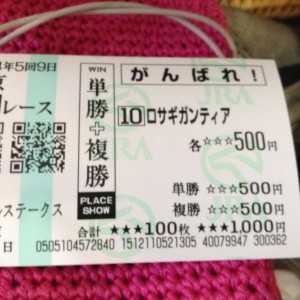 年5回9日
WIN
がんばれ!
単勝+複勝
PLACE
SHOW
レース
10 ロサギガンティア
各☆☆☆500円
JRA
単勝 ☆☆☆500円
複勝 ☆☆☆500円
ルステークス
日
合計 ★★★100枚 ★★★1,000円
0505104572840 1512110521305 40079947 300362